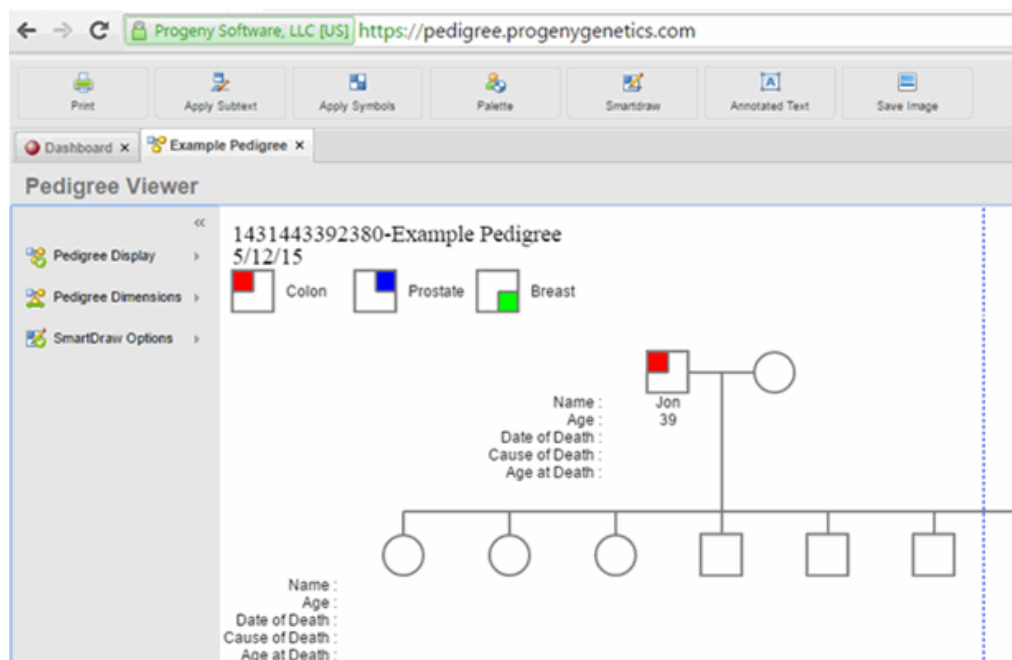 Progeny Software, LLC [US] https://pedigree.progenygenetics.com
Print Apply Subtext Apply Symbols Palette Smartdraw Annotated Text Save Image
Dashboard x Example Pedigree x
Pedigree Viewer
«
Pedigree Display
Pedigree Dimensions
SmartDraw Options
1431443392380-Example Pedigree
5/12/15
Colon Prostate Breast
Name : Jon
Age : 39
Date of Death :
Cause of Death :
Age at Death :
Name :
Age :
Date of Death :
Cause of Death :
Age at Death :